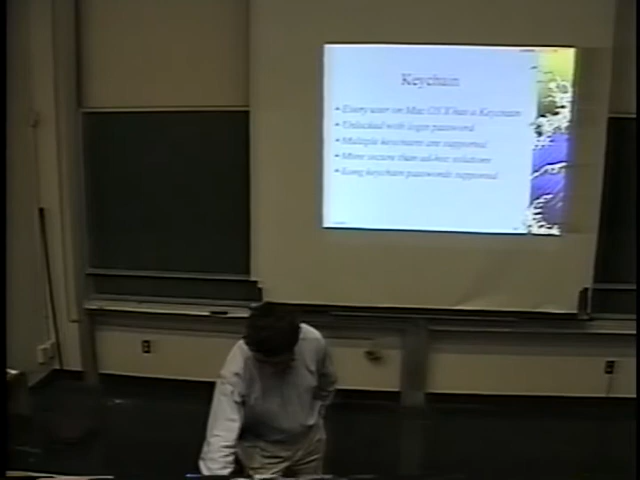 Keychain
Every user on Mac OS X has a Keychain
Unlocked with login password
Multiple keychains are supported
More secure than ad-hoc solutions
Long keychain passwords supported